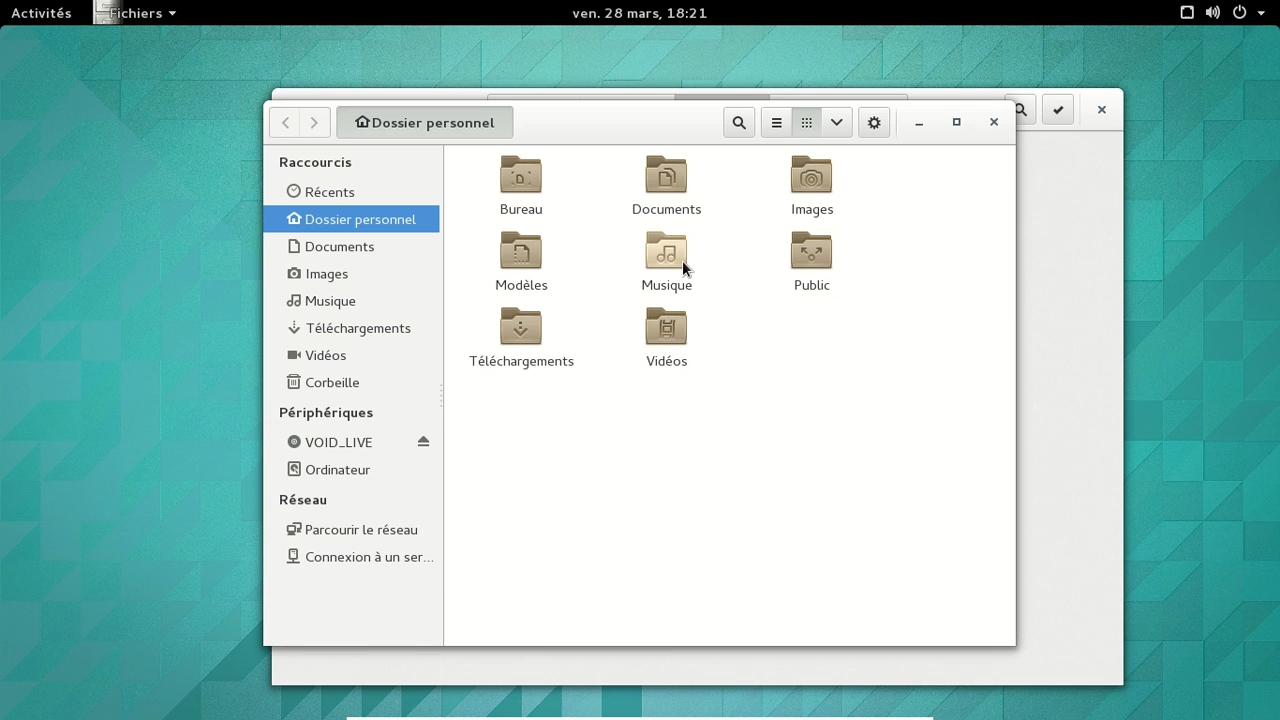 Activités
Fichiers
ven. 28 mars, 18:21
Dossier personnel
Raccourcis
Récents
Dossier personnel
Documents
Images
Musique
Téléchargements
Vidéos
Corbeille
Périphériques
VOID_LIVE
Ordinateur
Réseau
Parcourir le réseau
Connexion à un ser...
Bureau
Documents
Images
Modèles
Musique
Public
Téléchargements
Vidéos